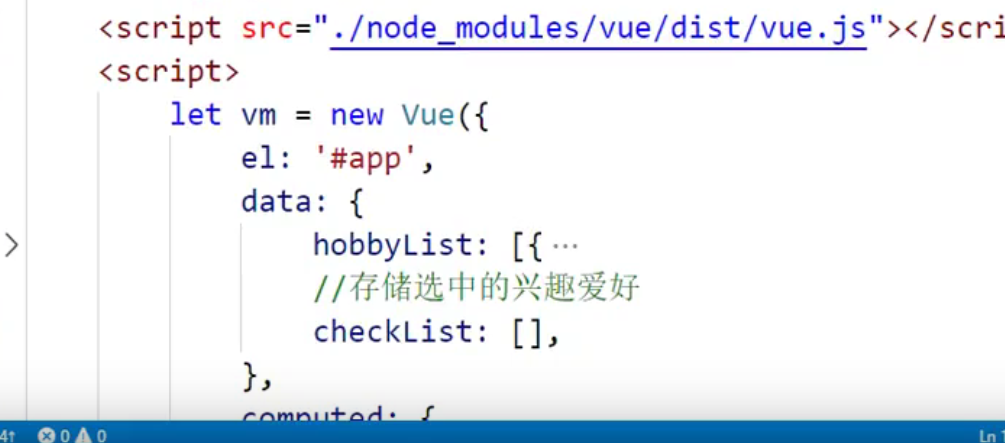 <script src="./node_modules/vue/dist/vue.js"></scri
<script>
let vm = new Vue({
el: '#app',
data: {
hobbyList: [{ ...
//存储选中的兴趣爱好
checkList: [],
},
computed: {
4↑ 0 0 Ln